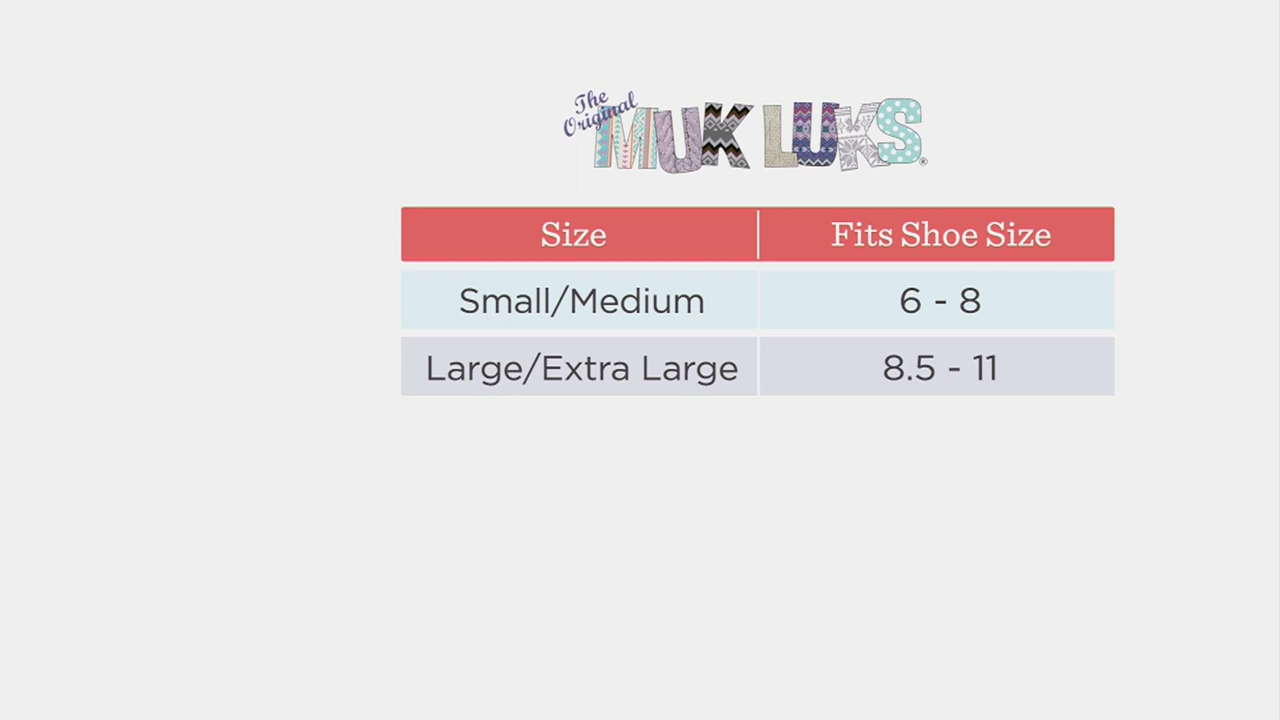 The Original
MUK LUKS®
Size Fits Shoe Size
Small/Medium 6 - 8
Large/Extra Large 8.5 - 11